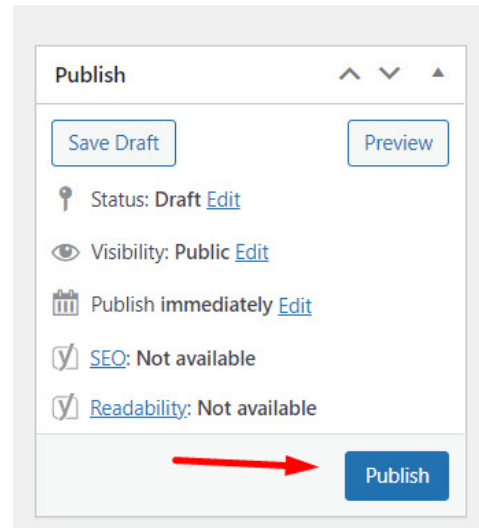 Publish
Save Draft Preview
Status: Draft Edit
Visibility: Public Edit
Publish immediately Edit
SEO: Not available
Readability: Not available
Publish